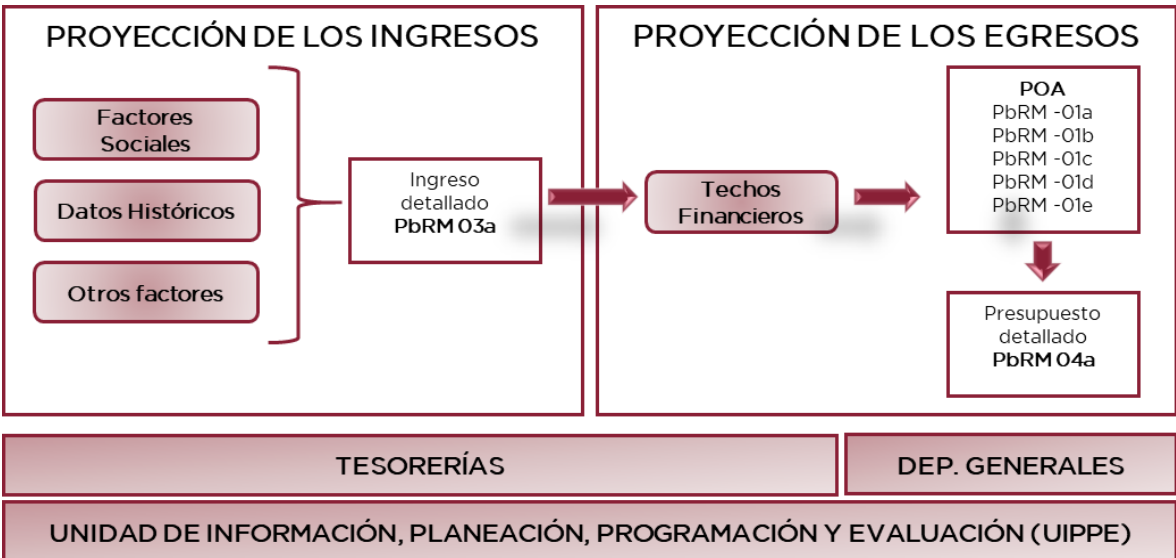 PROYECCIÓN DE LOS INGRESOS
Factores
Sociales
Datos Históricos
Otros factores
Ingreso
detallado
PbRM 03a
PROYECCIÓN DE LOS EGRESOS
Techos
Financieros
POA
PbRM -01a
PbRM -01b
PbRM -01c
PbRM -01d
PbRM -01e
Presupuesto
detallado
PbRM 04a
TESORERÍAS
DEP. GENERALES
UNIDAD DE INFORMACIÓN, PLANEACIÓN, PROGRAMACIÓN Y EVALUACIÓN (UIPPE)